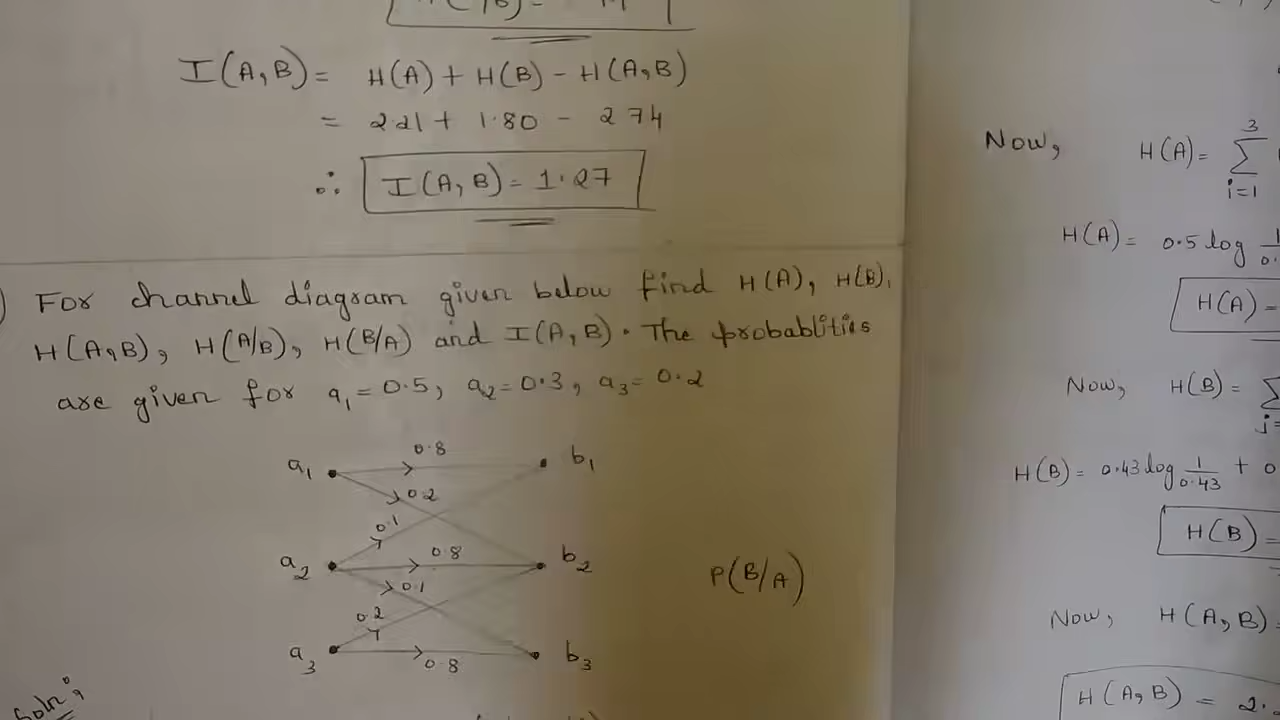 I(A,B) = H(A) + H(B) - H(A,B)
= 2.21 + 1.80 - 2 74
∴ I(A, B) = 1.27
) For channel diagram given below find H(A), H(B),
H(A,B), H(A/B), H(B/A) and I(A,B). The probablities
are given for a₁ = 0.5, a₂ = 0.3, a₃ = 0.2
a₁ 0.8 b₁
0.2
0.1
a₂ 0.8 b₂
0.1
0.2
a₃ 0.8 b₃
P(B/A)
Soln:
Now, H(A) = 3 Σ i=1
H(A) = 0.5 log 1
H(A) =
Now, H(B) = Σ
H(B) = 0.43 log 1/0.43 + 0
H(B) =
Now, H(A,B) =
H(A,B) = 2.